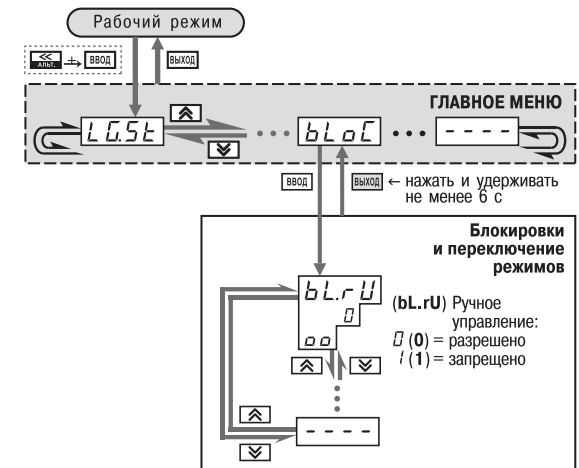 Рабочий режим
<< АЛЬТ. + ВВОД
ВЫХОД
ГЛАВНОЕ МЕНЮ
LG.St
bLoC
- - - -
ВВОД
ВЫХОД ← нажать и удерживать
не менее 6 с
Блокировки
и переключение
режимов
bL.rU
0
oo
(bL.rU) Ручное
управление:
0 (0) = разрешено
1 (1) = запрещено
- - - -